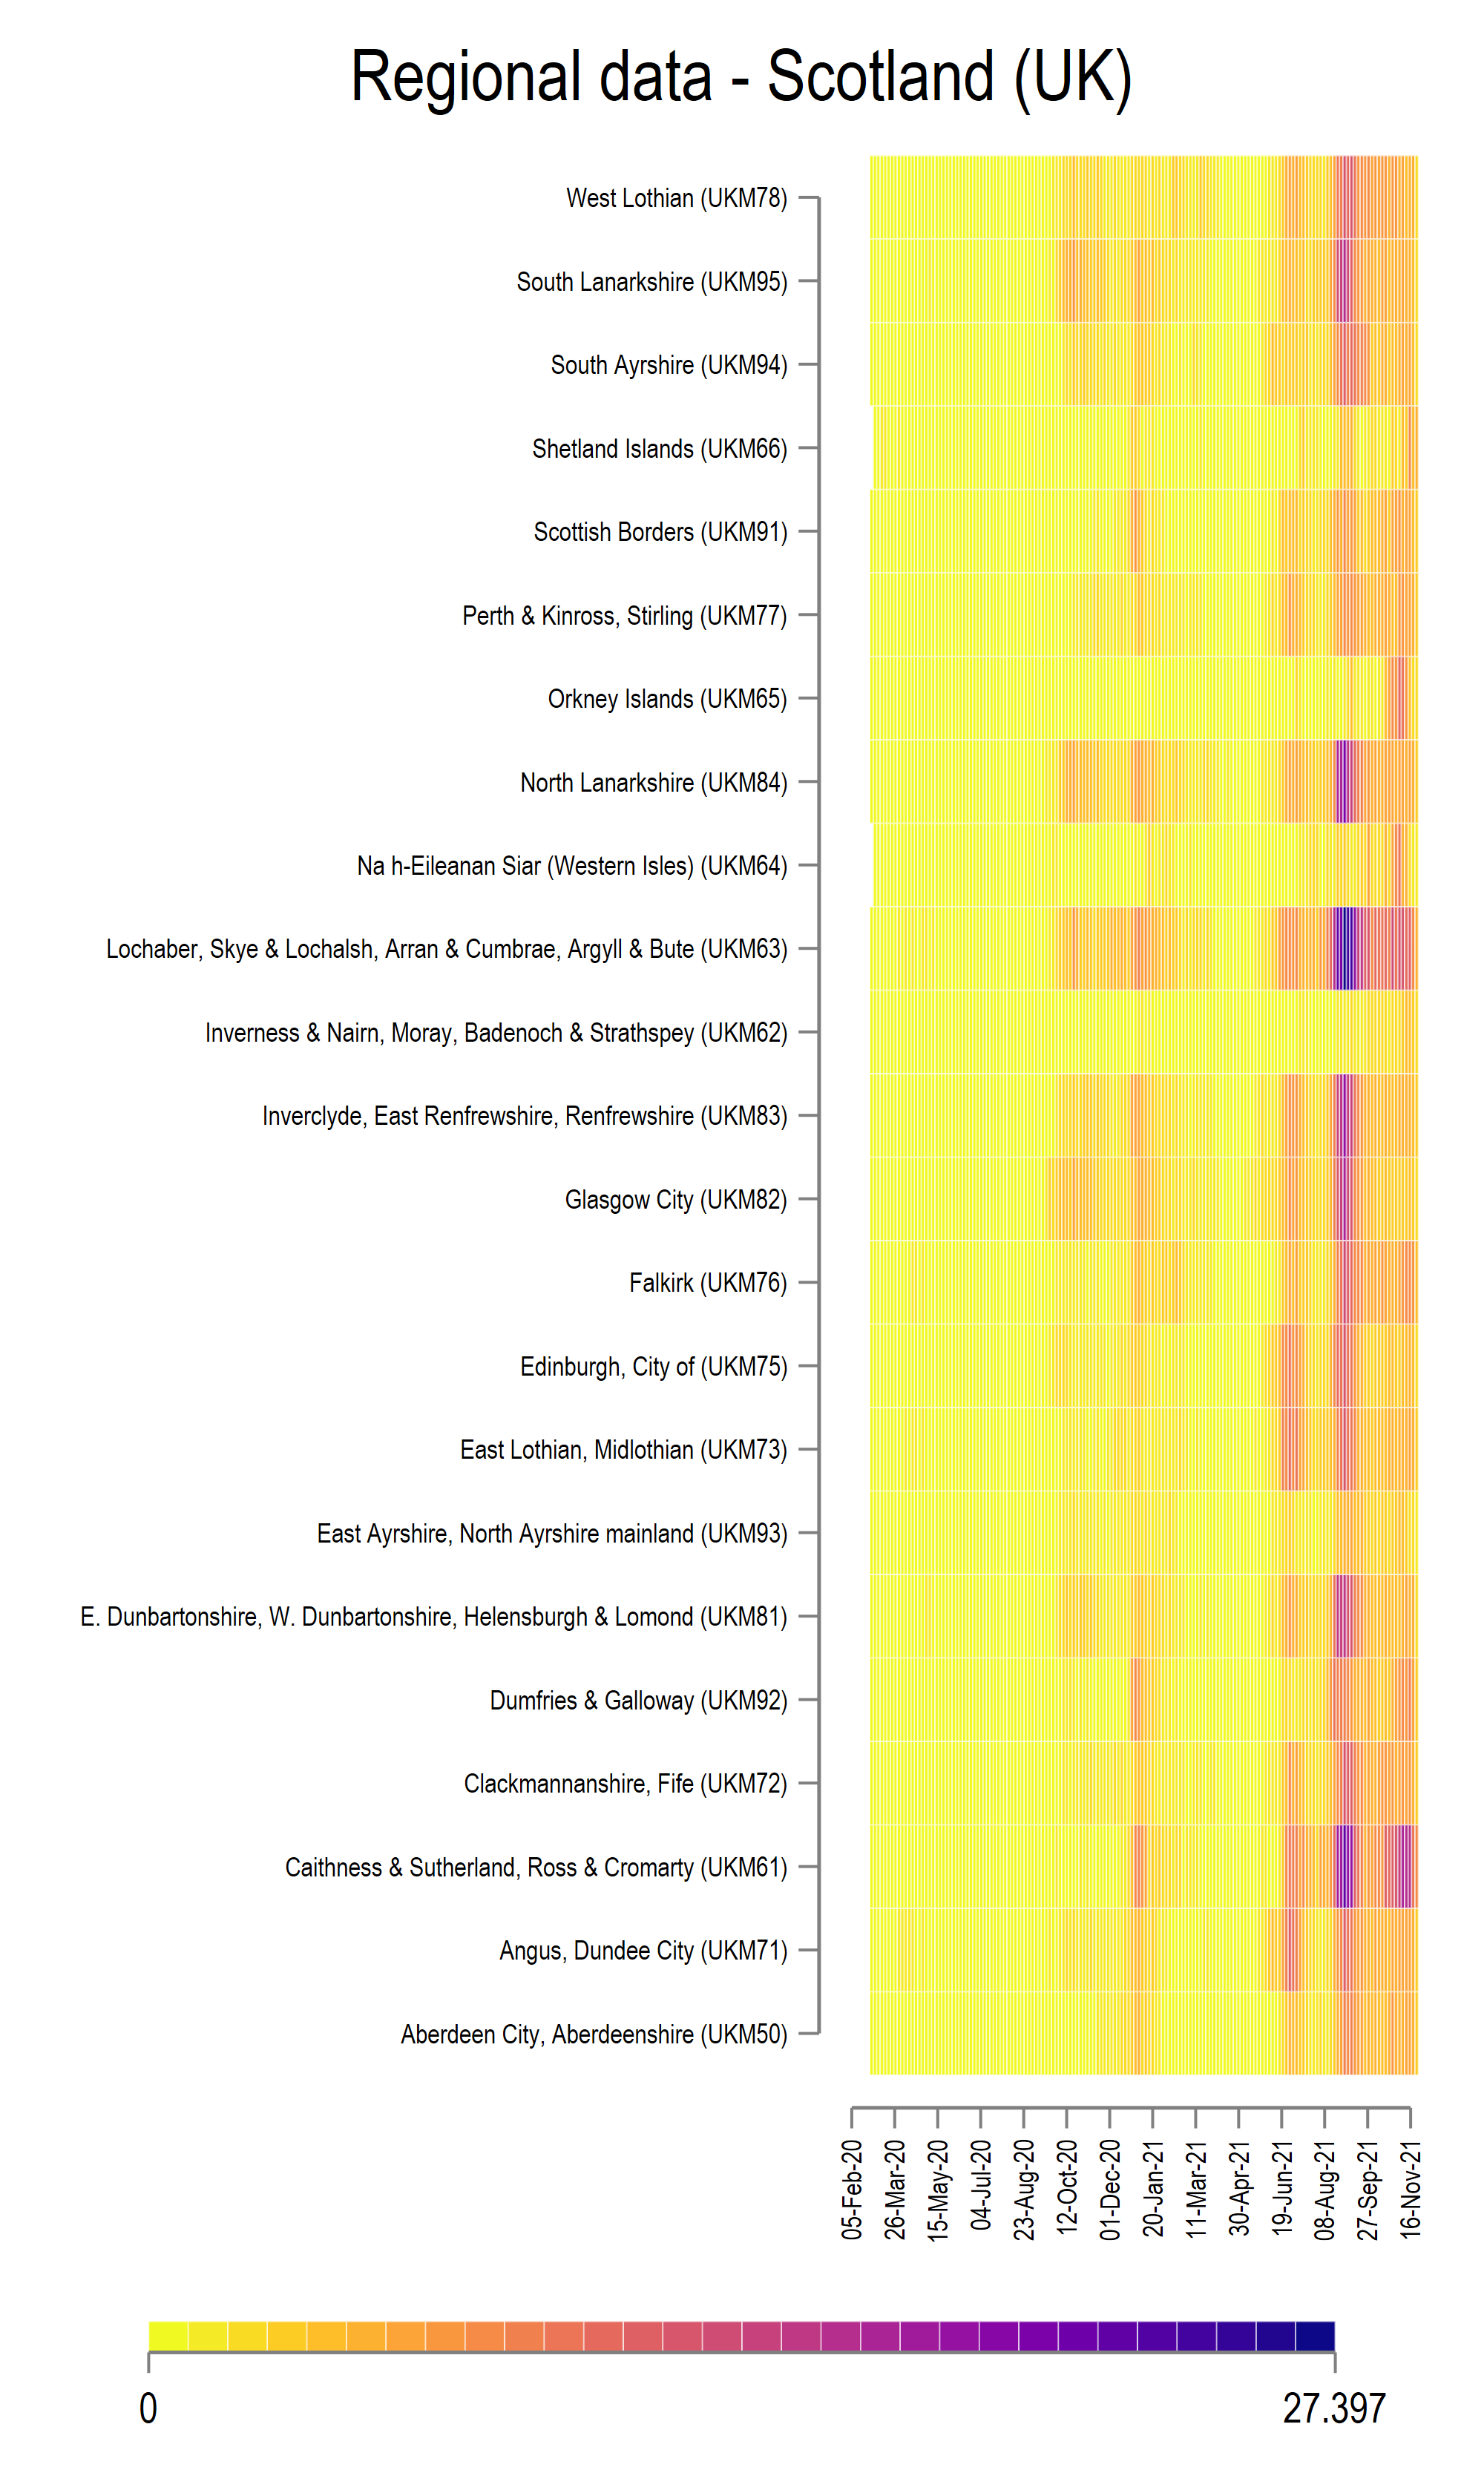 Regional data - Scotland (UK)
West Lothian (UKM78)
South Lanarkshire (UKM95)
South Ayrshire (UKM94)
Shetland Islands (UKM66)
Scottish Borders (UKM91)
Perth & Kinross, Stirling (UKM77)
Orkney Islands (UKM65)
North Lanarkshire (UKM84)
Na h-Eileanan Siar (Western Isles) (UKM64)
Lochaber, Skye & Lochalsh, Arran & Cumbrae, Argyll & Bute (UKM63)
Inverness & Nairn, Moray, Badenoch & Strathspey (UKM62)
Inverclyde, East Renfrewshire, Renfrewshire (UKM83)
Glasgow City (UKM82)
Falkirk (UKM76)
Edinburgh, City of (UKM75)
East Lothian, Midlothian (UKM73)
East Ayrshire, North Ayrshire mainland (UKM93)
E. Dunbartonshire, W. Dunbartonshire, Helensburgh & Lomond (UKM81)
Dumfries & Galloway (UKM92)
Clackmannanshire, Fife (UKM72)
Caithness & Sutherland, Ross & Cromarty (UKM61)
Angus, Dundee City (UKM71)
Aberdeen City, Aberdeenshire (UKM50)
05-Feb-20
26-Mar-20
15-May-20
04-Jul-20
23-Aug-20
12-Oct-20
01-Dec-20
20-Jan-21
11-Mar-21
30-Apr-21
19-Jun-21
08-Aug-21
27-Sep-21
16-Nov-21
0
27.397